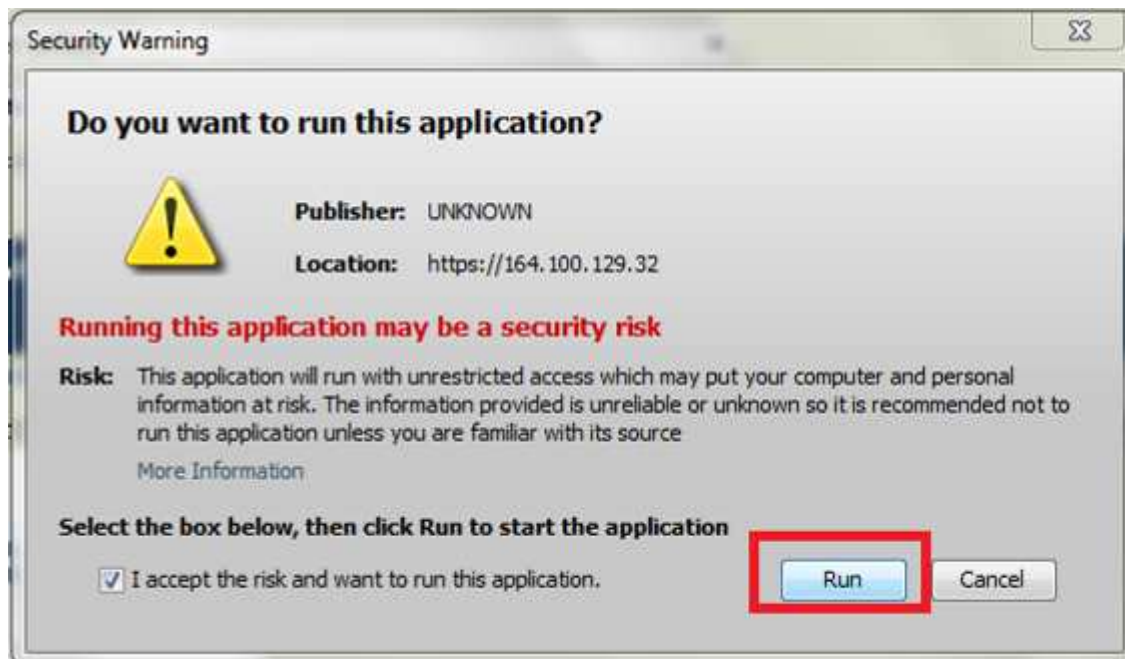 Security Warning
Do you want to run this application?
Publisher: UNKNOWN
Location: https://164.100.129.32
Running this application may be a security risk
Risk: This application will run with unrestricted access which may put your computer and personal
information at risk. The information provided is unreliable or unknown so it is recommended not to
run this application unless you are familiar with its source
More Information
Select the box below, then click Run to start the application
I accept the risk and want to run this application.
Run Cancel